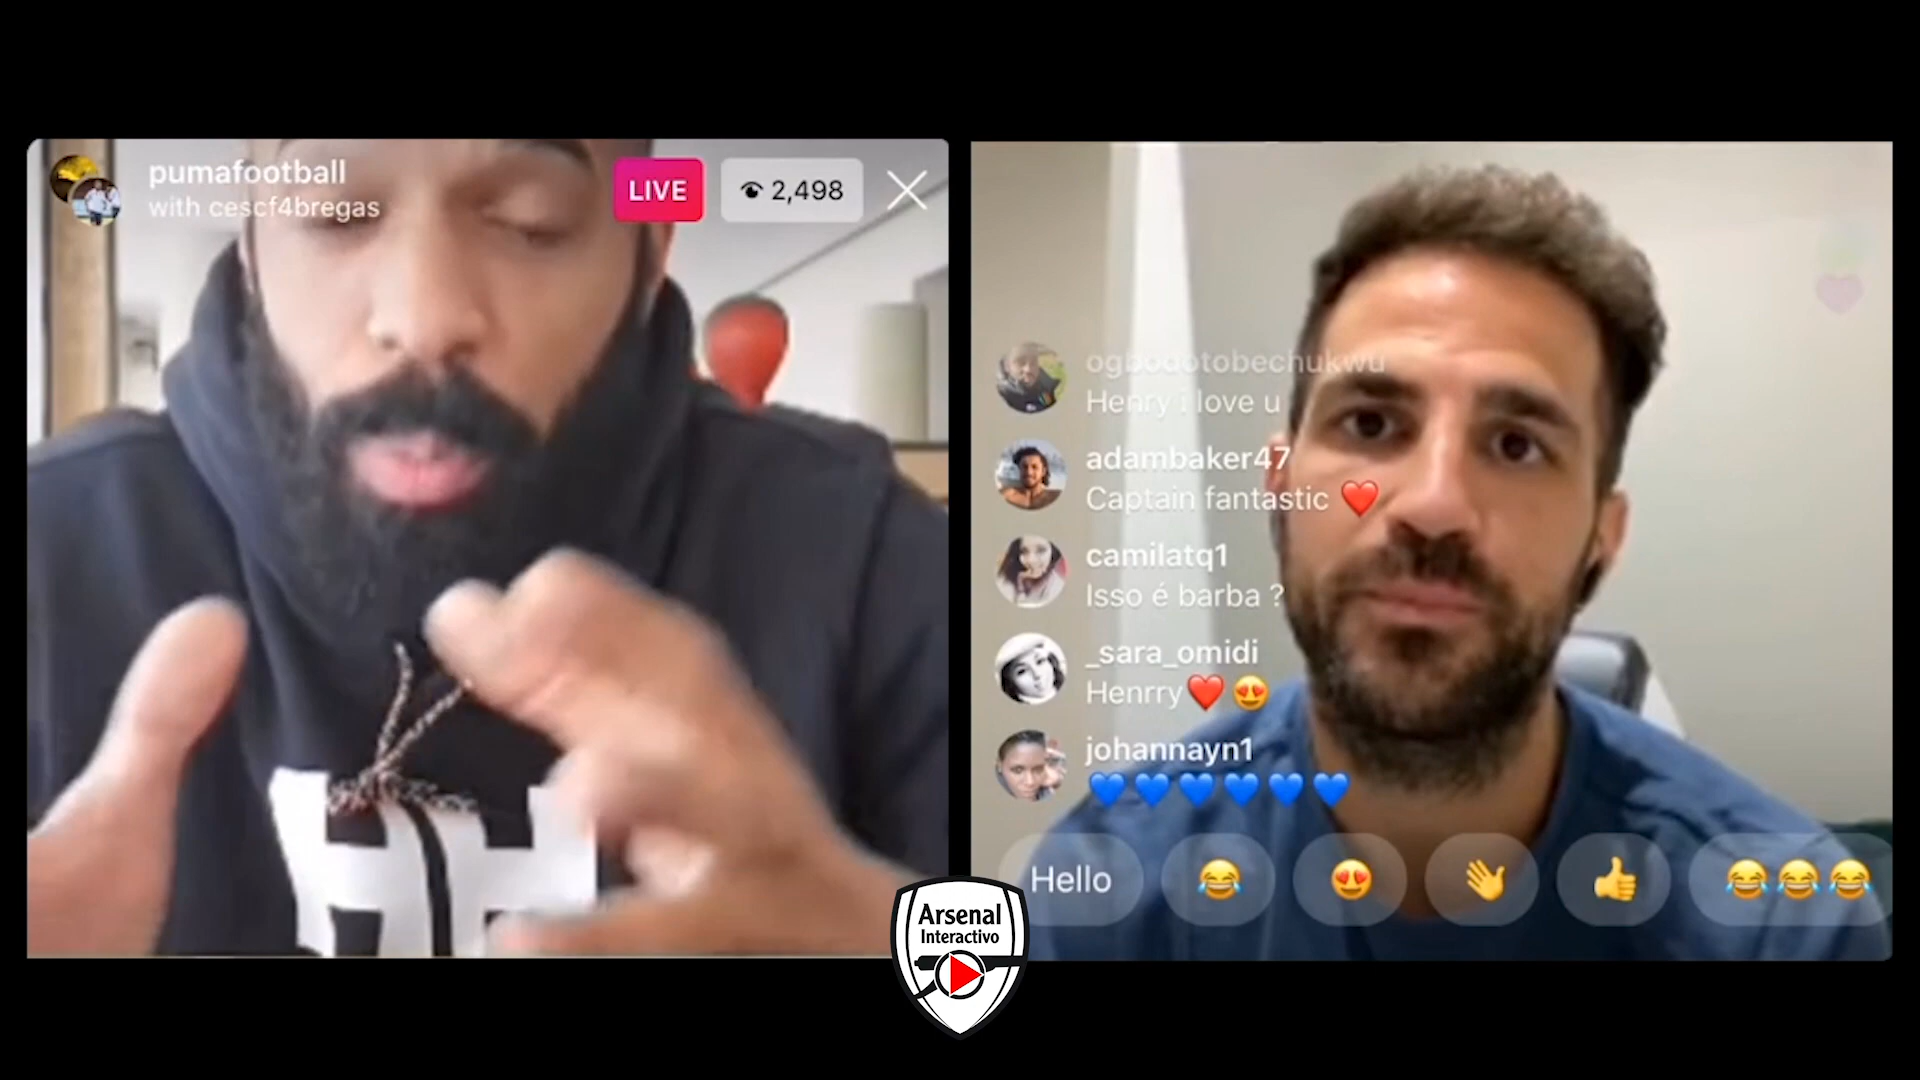 pumafootball
with cescf4bregas
LIVE
2,498
ogbodotobechukwu
Henry i love u
adambaker47
Captain fantastic ❤️
camilatq1
Isso é barba ?
_sara_omidi
Henrry❤️😍
johannayn1
💙💙💙💙💙💙
Hello
😂
😍
👋
👍
😂😂😂
Arsenal
Interactivo